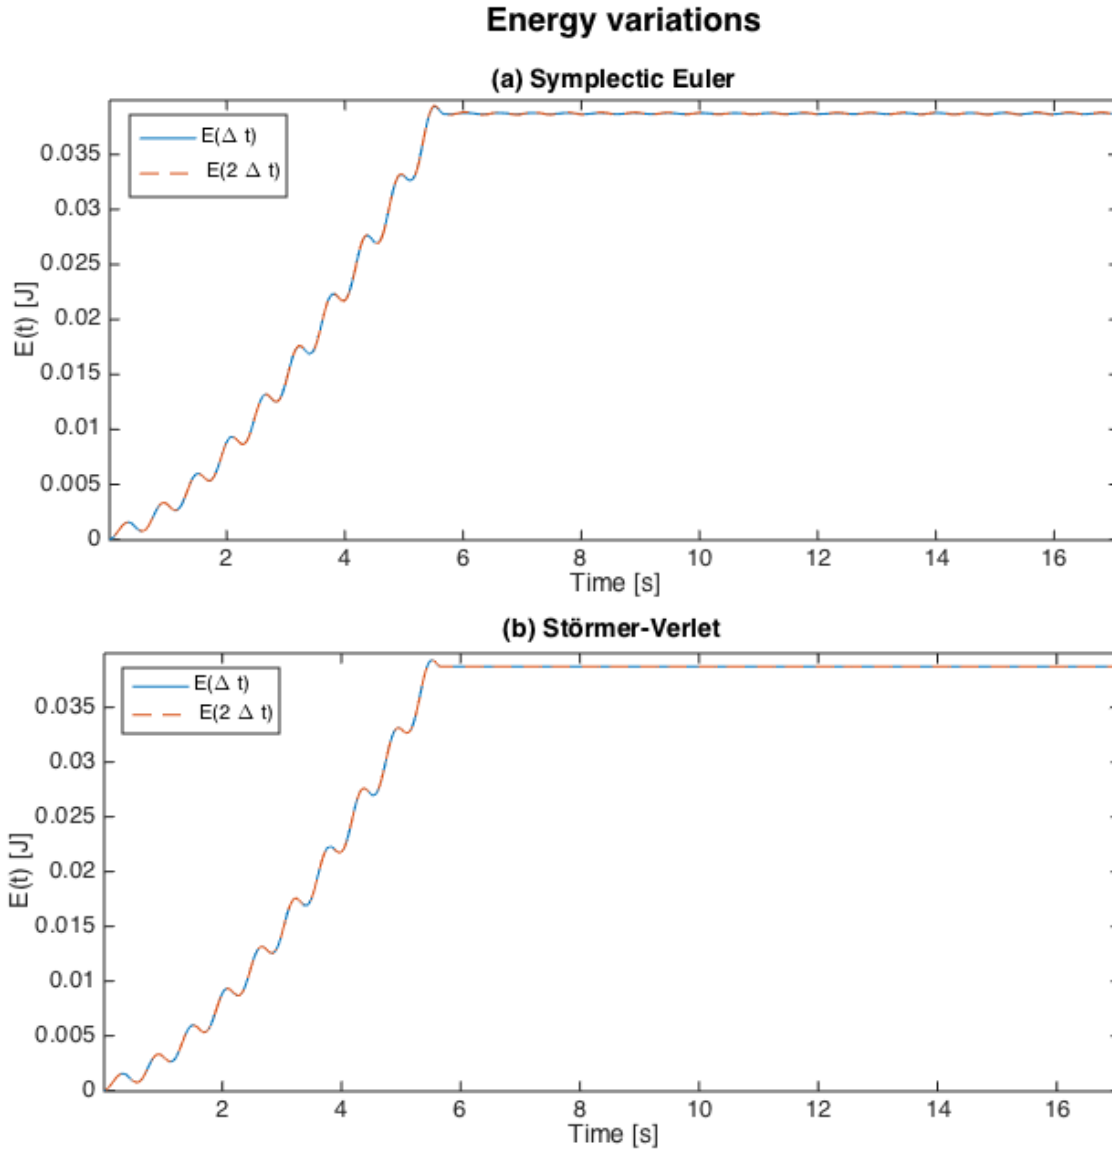 Energy variations
(a) Symplectic Euler
E(Δ t)
E(2 Δ t)
0.035
0.03
0.025
0.02
0.015
0.01
0.005
0
E(t) [J]
2 4 6 8 10 12 14 16
Time [s]
(b) Störmer-Verlet
E(Δ t)
E(2 Δ t)
0.035
0.03
0.025
0.02
0.015
0.01
0.005
0
E(t) [J]
2 4 6 8 10 12 14 16
Time [s]